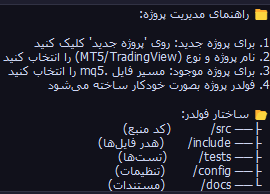 📁 راهنمای مدیریت پروژه:
1. برای پروژه جدید: روی 'پروژه جدید' کلیک کنید
2. نام پروژه و نوع (MT5/TradingView) را انتخاب کنید
3. برای پروژه موجود: مسیر فایل .mq5 را انتخاب کنید
4. فولدر پروژه بصورت خودکار ساخته می‌شود
📁 ساختار فولدر:
├── src/ (کد منبع)
├── include/ (هدر فایل‌ها)
├── tests/ (تست‌ها)
├── config/ (تنظیمات)
├── docs/ (مستندات)